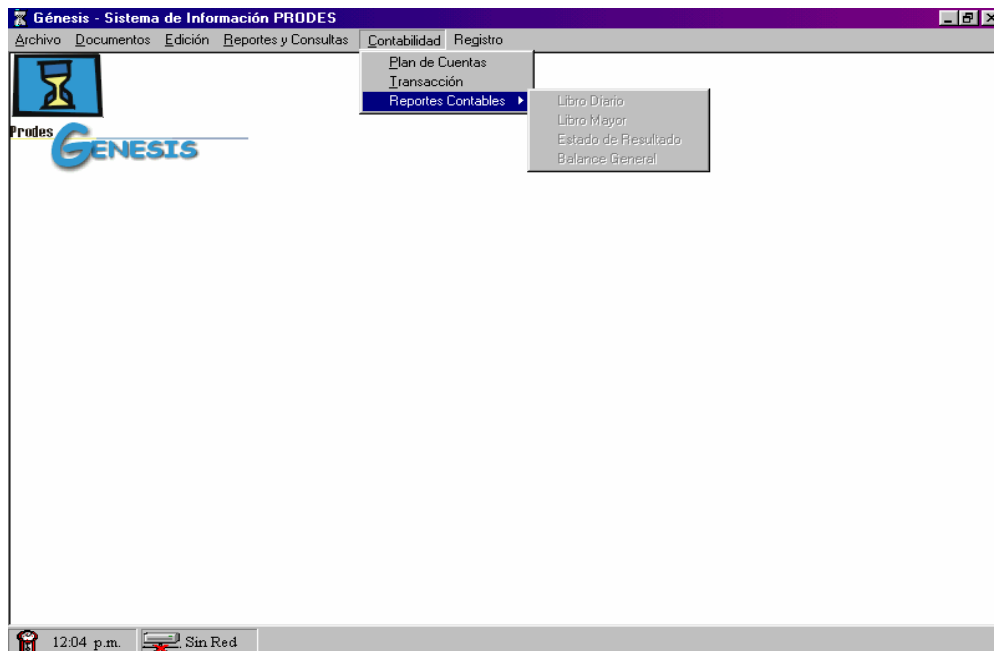 Génesis - Sistema de Información PRODES
Archivo Documentos Edición Reportes y Consultas Contabilidad Registro
Plan de Cuentas
Transacción
Reportes Contables
Libro Diario
Libro Mayor
Estado de Resultado
Balance General
Prodes
GENESIS
12:04 p.m. Sin Red